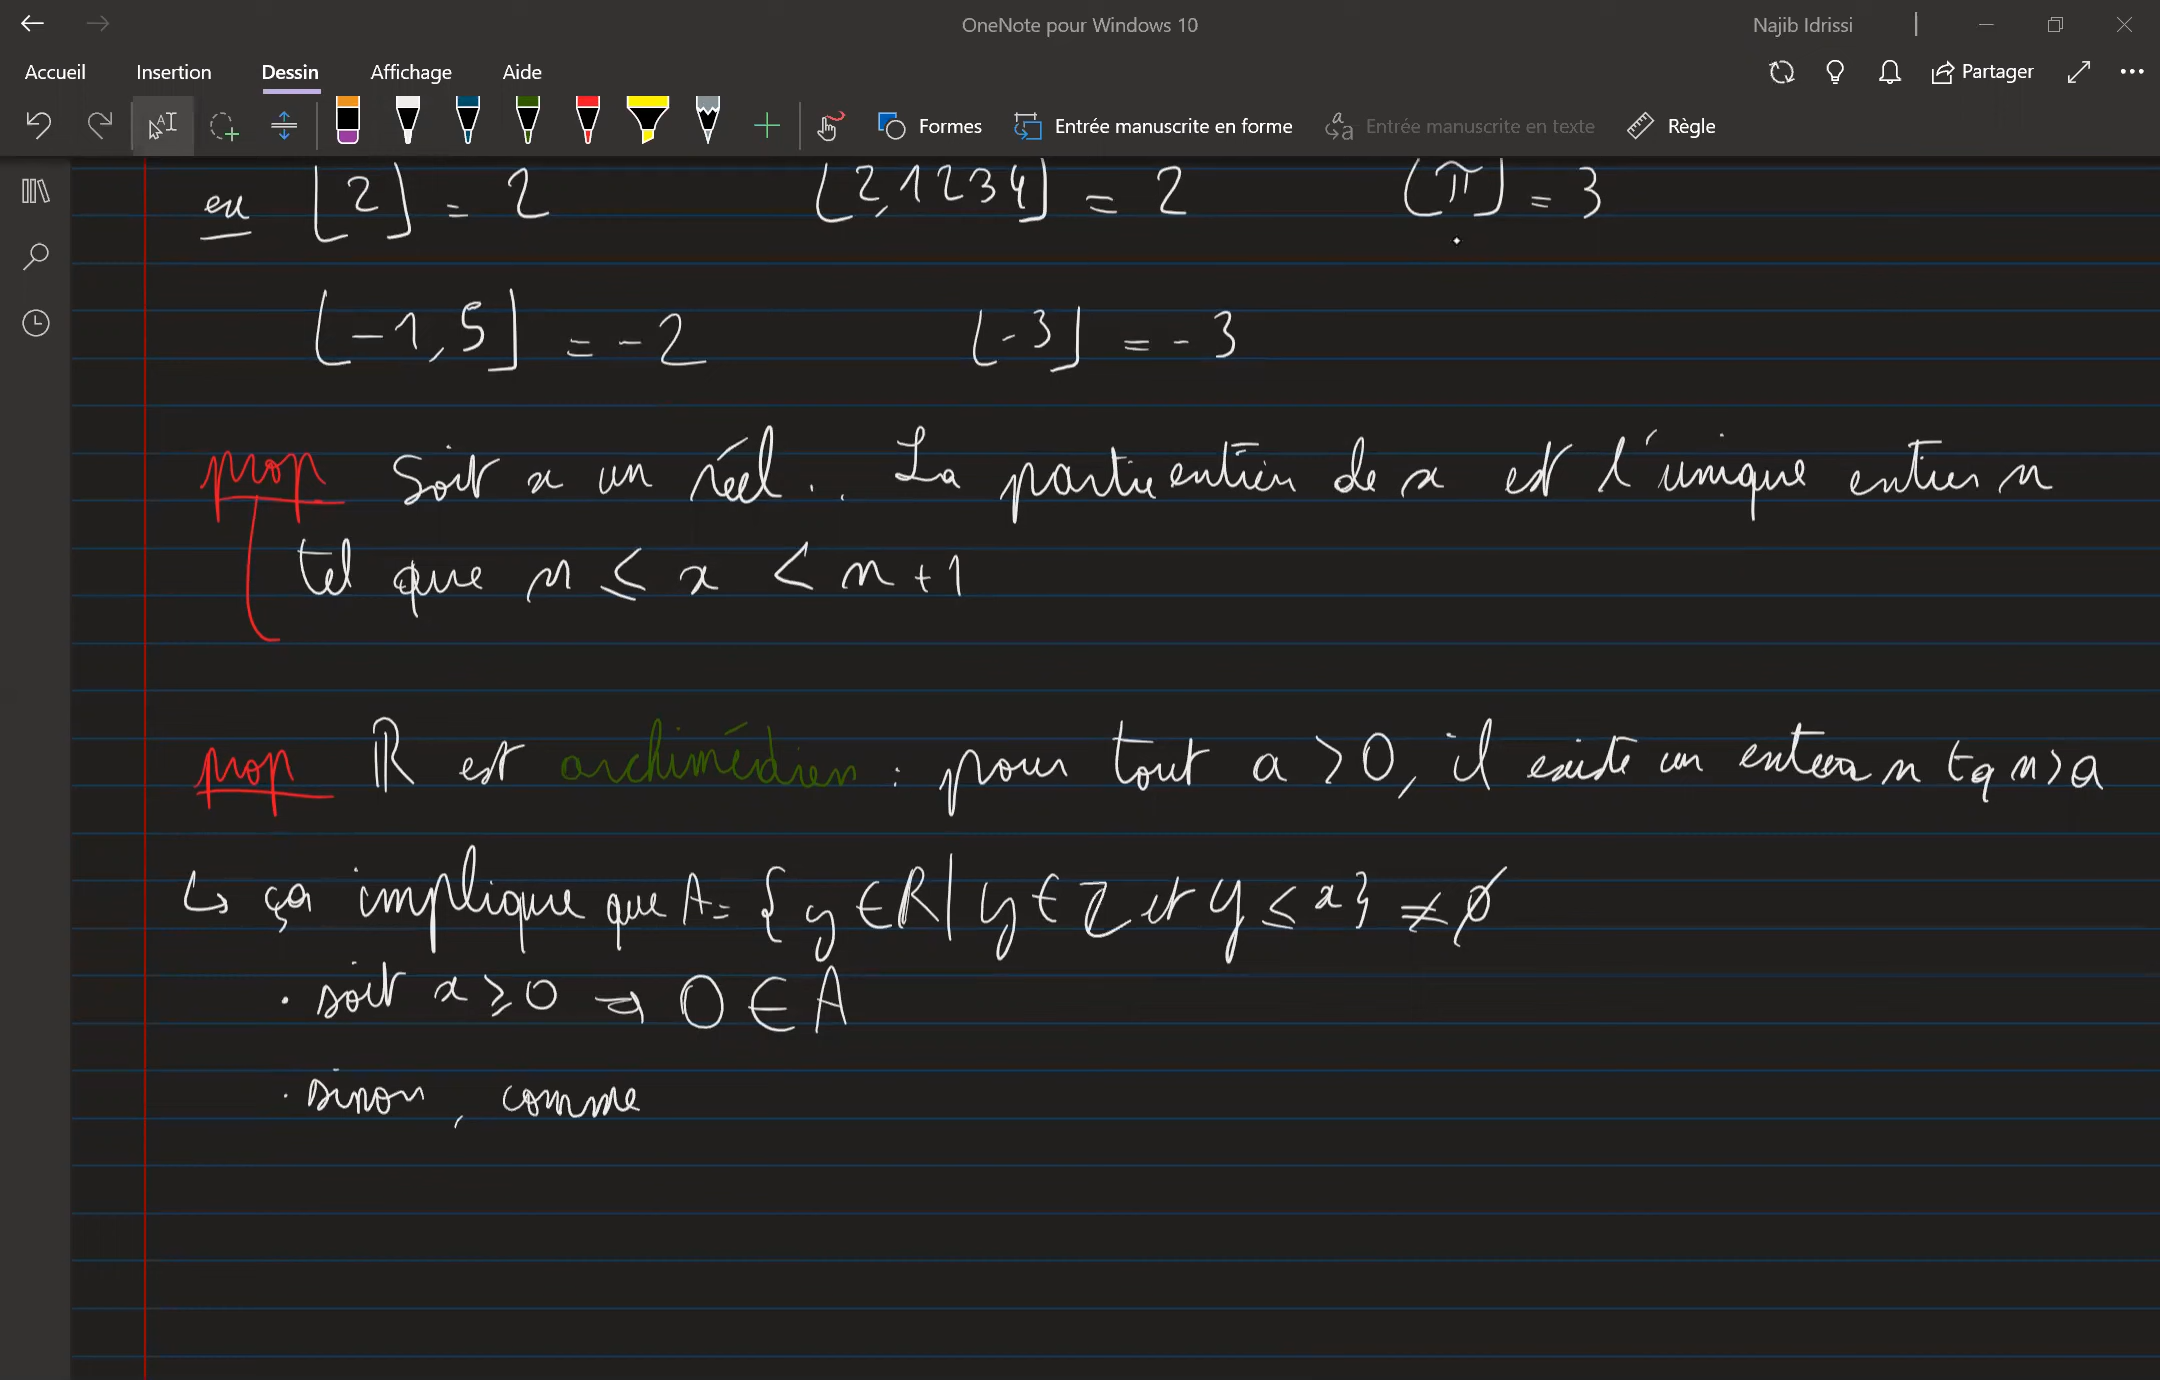 OneNote pour Windows 10
Najib Idrissi
Accueil Insertion Dessin Affichage Aide
Partager
Formes Entrée manuscrite en forme Entrée manuscrite en texte Règle
ex ⌊2⌋ = 2 ⌊2,1234⌋ = 2 ⌊π⌋ = 3
⌊-1,5⌋ = -2 ⌊-3⌋ = -3
prop Soit x un réel. La partie entière de x est l'unique entier n
tel que n ≤ x < n+1
prop ℝ est archimédien : pour tout a > 0, il existe un entier n tq n > a
↳ ça implique que A = {y ∈ ℝ | y ∈ ℤ et y ≤ x} ≠ ∅
· soit x ≥ 0 → 0 ∈ A
· sinon, comme